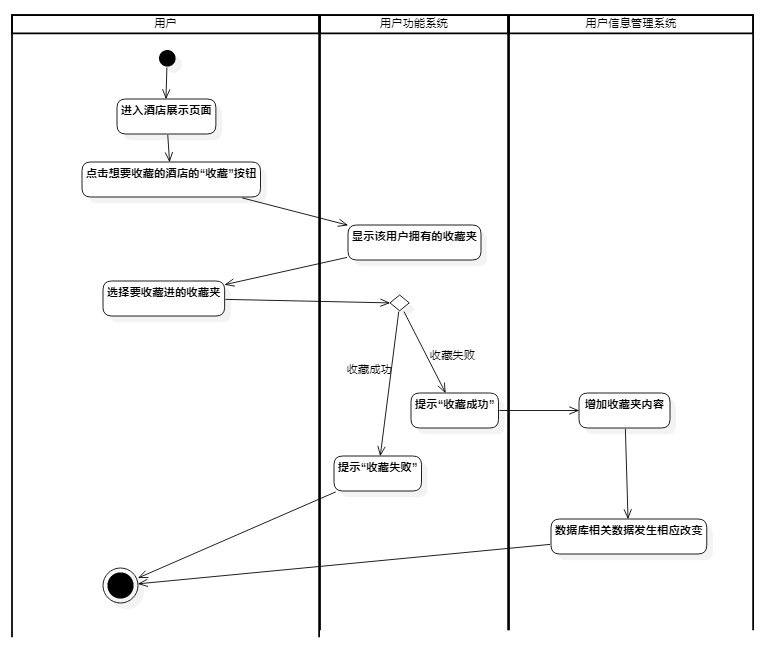 用户
用户功能系统
用户信息管理系统
进入酒店展示页面
点击想要收藏的酒店的“收藏”按钮
显示该用户拥有的收藏夹
选择要收藏进的收藏夹
收藏失败
收藏成功
提示“收藏成功”
增加收藏夹内容
提示“收藏失败”
数据库相关数据发生相应改变